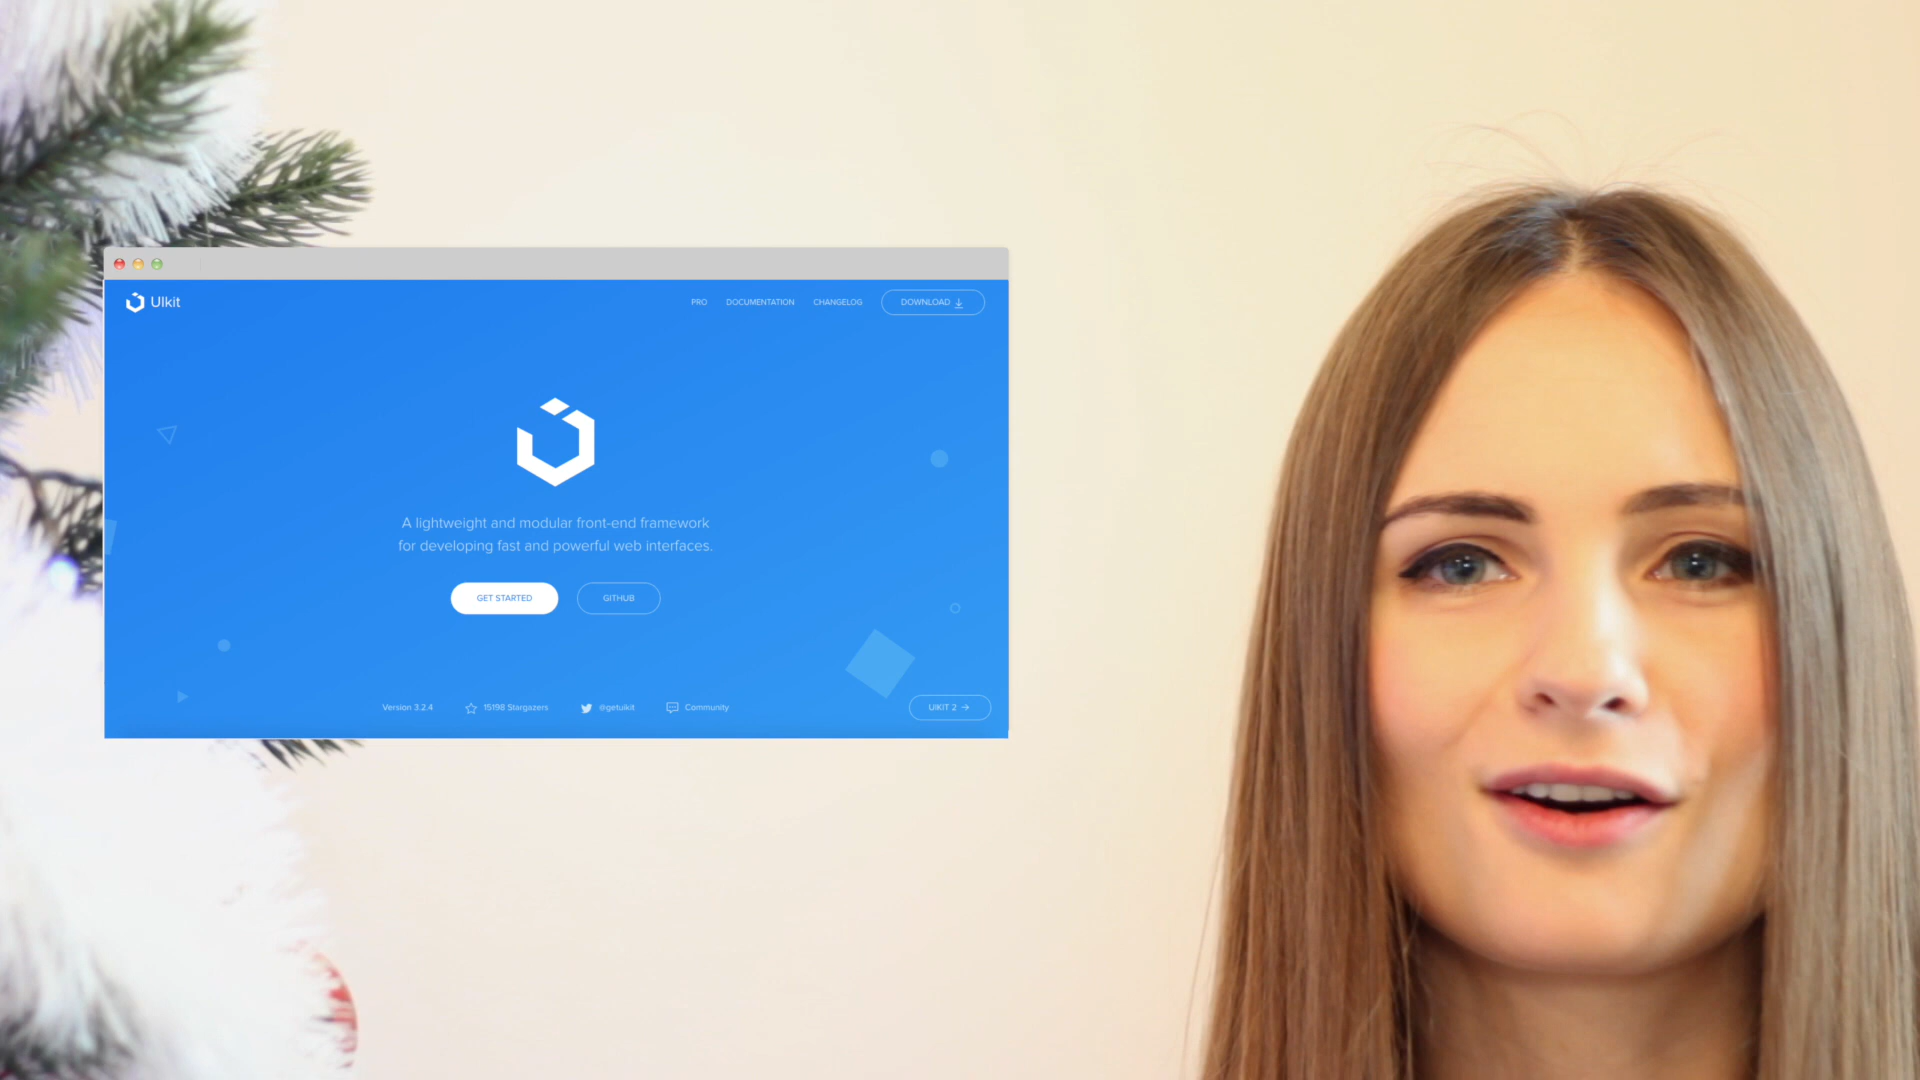 UIkit
PRO DOCUMENTATION CHANGELOG DOWNLOAD
A lightweight and modular front-end framework
for developing fast and powerful web interfaces.
GET STARTED GITHUB
Version 3.2.4 15198 Stargazers @getuikit Community UIKIT 2